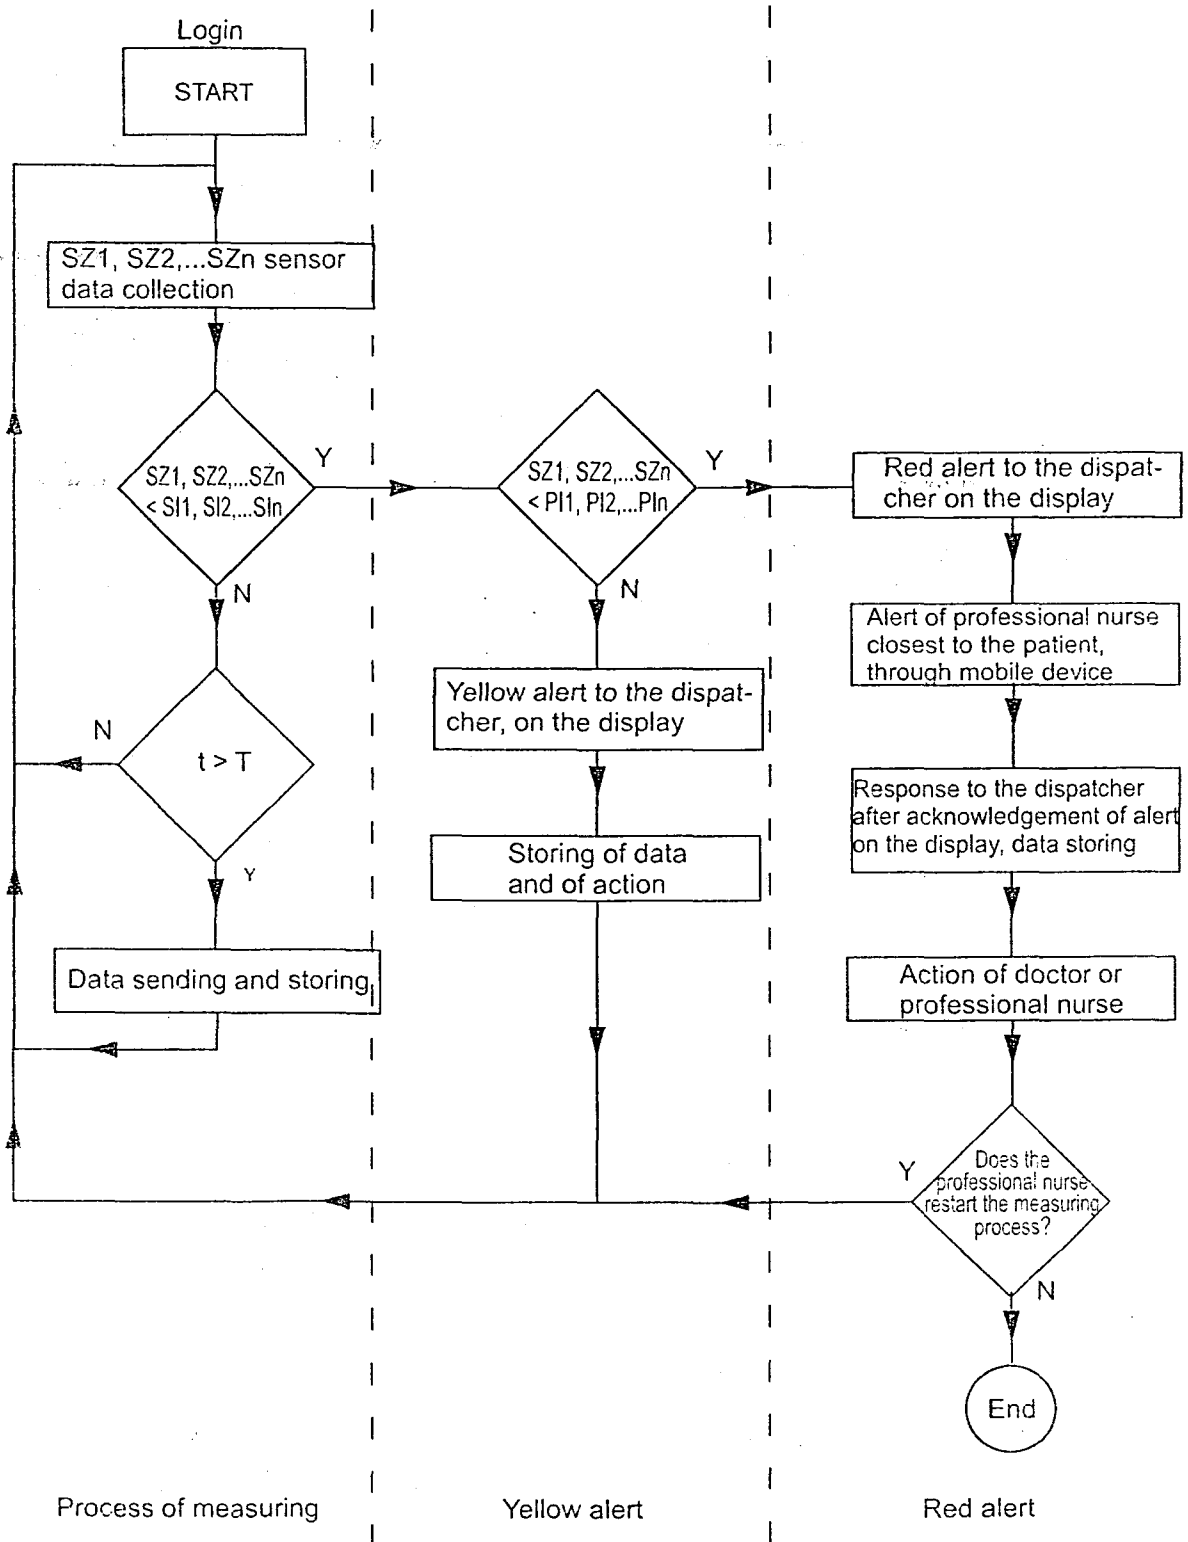 Login
START
SZ1, SZ2,...SZn sensor
data collection
SZ1, SZ2,...SZn
< SI1, SI2,...SIn
Y
N
SZ1, SZ2,...SZn
< PI1, PI2,...PIn
Y
N
Red alert to the dispat-
cher on the display
Alert of professional nurse
closest to the patient,
through mobile device
Yellow alert to the dispat-
cher, on the display
t > T
N
Y
Response to the dispatcher
after acknowledgement of alert
on the display, data storing
Storing of data
and of action
Data sending and storing
Action of doctor or
professional nurse
Does the
professional nurse
restart the measuring
process?
Y
N
End
Process of measuring
Yellow alert
Red alert